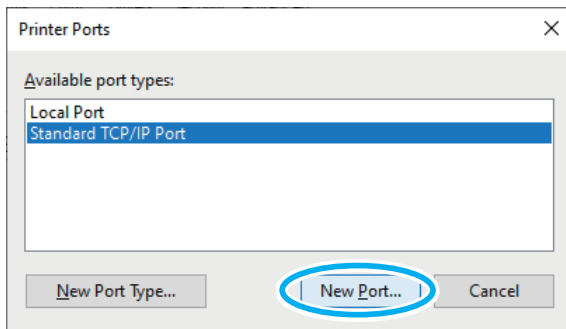 Printer Ports
Available port types:
Local Port
Standard TCP/IP Port
New Port Type...
New Port...
Cancel